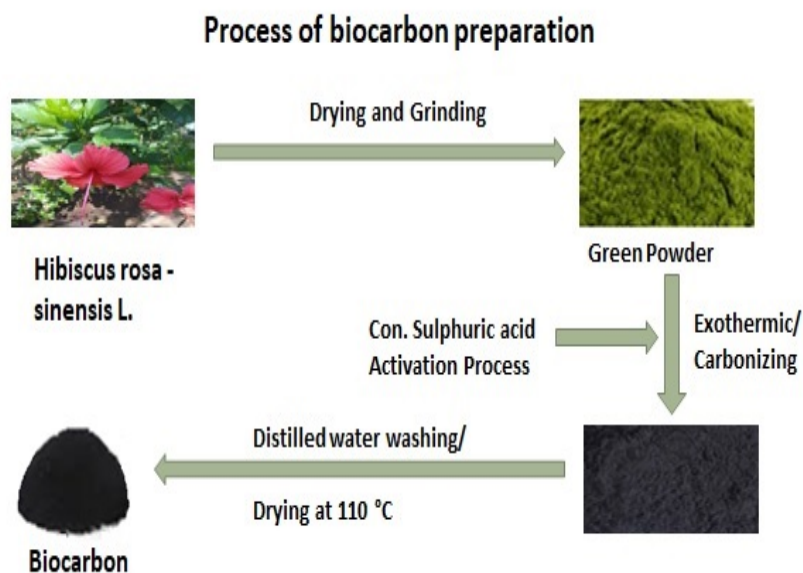 Process of biocarbon preparation
Drying and Grinding
Hibiscus rosa -
sinensis L.
Green Powder
Con. Sulphuric acid
Activation Process
Exothermic/
Carbonizing
Distilled water washing/
Drying at 110 °C
Biocarbon